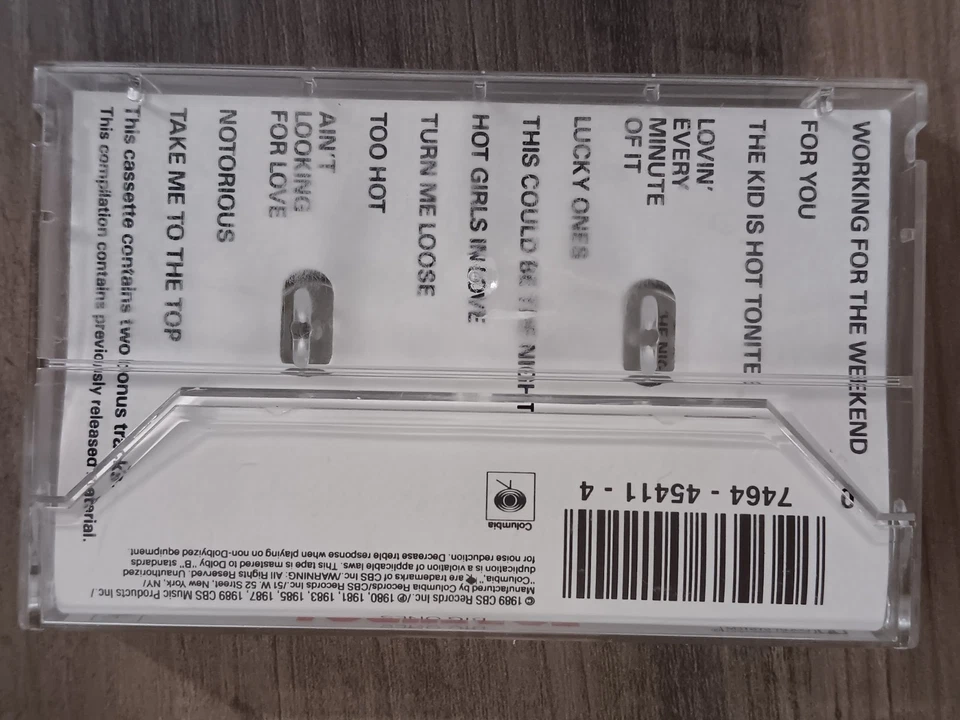 WORKING FOR THE WEEKEND
FOR YOU
THE KID IS HOT TONITE
LOVIN'
EVERY
MINUTE
OF IT
LUCKY ONES
THIS COULD BE THE NIGHT
HOT GIRLS IN LOVE
TURN ME LOOSE
TOO HOT
AIN'T
LOOKING
FOR LOVE
NOTORIOUS
TAKE ME TO THE TOP
This cassette contains two bonus tracks.
This compilation contains previously released material.
7464 - 45411 - 4
Columbia
© 1989 CBS Records Inc./℗ 1980, 1981, 1983, 1985, 1987, 1989 CBS Music Products Inc./
Manufactured by Columbia Records/CBS Records Inc./51 W. 52 Street, New York, NY/
"Columbia," are trademarks of CBS Inc./WARNING: All Rights Reserved. Unauthorized
duplication is a violation of applicable laws. This tape is mastered to Dolby* "B" standards
for noise reduction. Decrease treble response when playing on non-Dolbyized equipment.